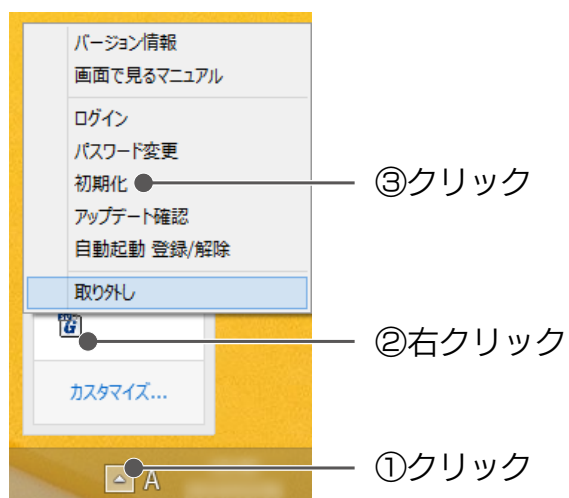 バージョン情報
画面で見るマニュアル
ログイン
パスワード変更
初期化
③クリック
アップデート確認
自動起動 登録/解除
取り外し
G
②右クリック
カスタマイズ...
A
①クリック